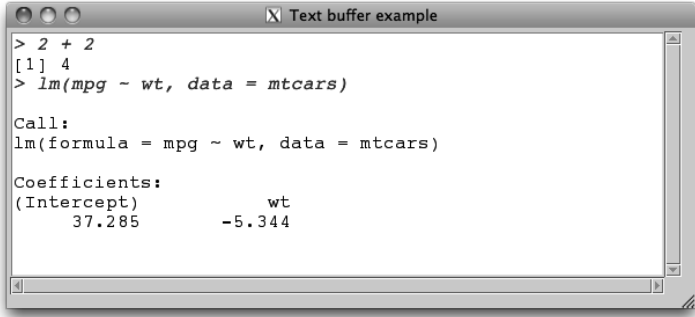 Text buffer example
> 2 + 2
[1] 4
> lm(mpg ~ wt, data = mtcars)

Call:
lm(formula = mpg ~ wt, data = mtcars)

Coefficients:
(Intercept)           wt
     37.285       -5.344